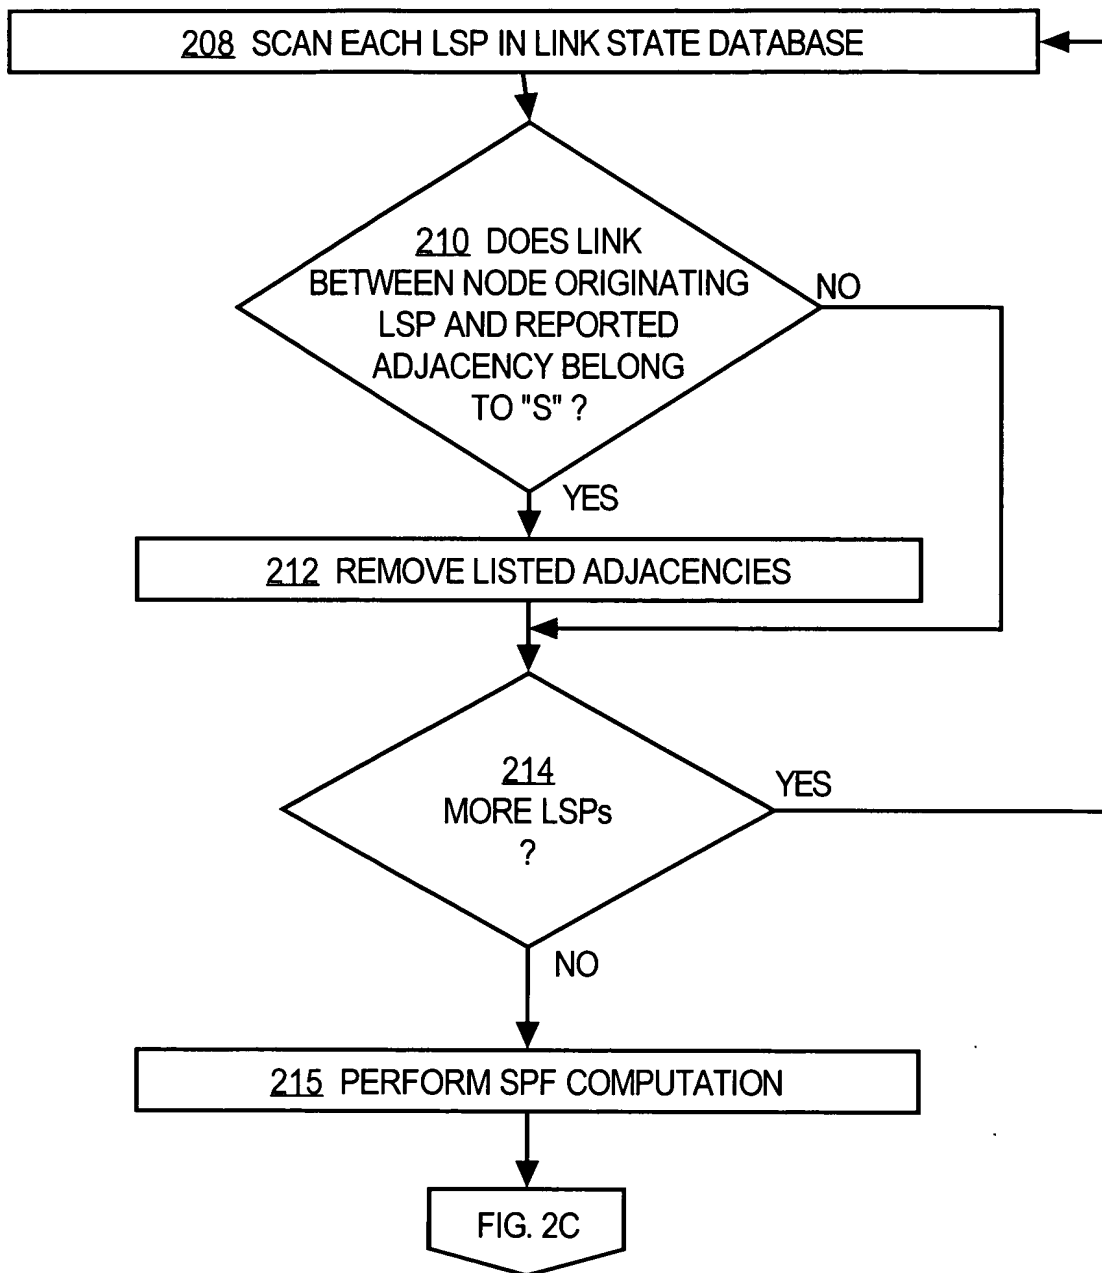 208 SCAN EACH LSP IN LINK STATE DATABASE
210 DOES LINK
BETWEEN NODE ORIGINATING
LSP AND REPORTED
ADJACENCY BELONG
TO "S" ?
NO
YES
212 REMOVE LISTED ADJACENCIES
214
MORE LSPs
?
YES
NO
215 PERFORM SPF COMPUTATION
FIG. 2C